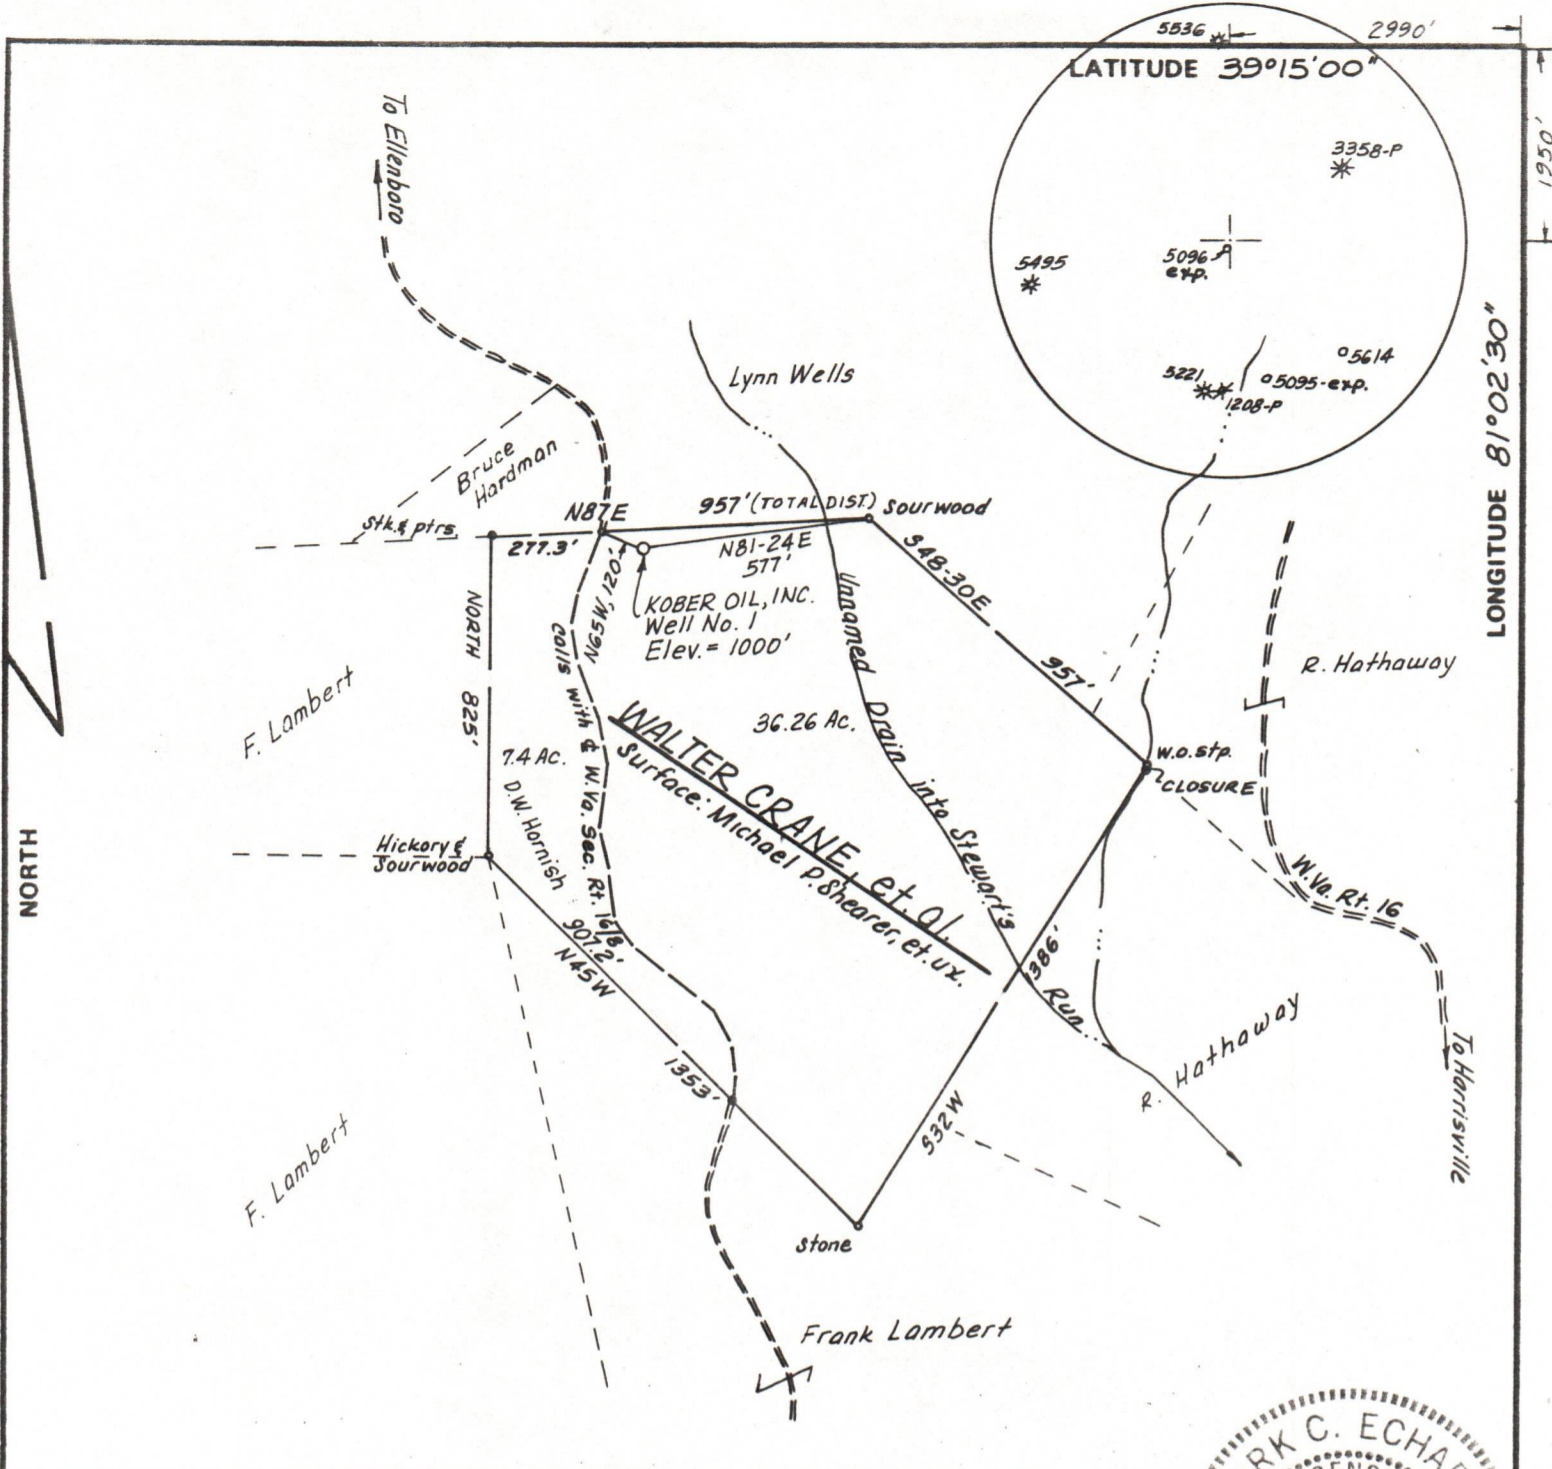 5536
2990'
LATITUDE 39°15'00"
1950'
3358-P
5096
exp.
5495
5614
5221
5095-exp.
1208-P
LONGITUDE 81°02'30"
To Ellenboro
Lynn Wells
Bruce
Hardman
Stk. & ptrs.
N87E
957' (TOTAL DIST.)
Sourwood
277.3'
N81-24E
577'
N65W, 120'
KOBER OIL, INC.
Well No. 1
Elev. = 1000'
S48-30E
957'
NORTH 825'
Unnamed Drain into Stewart's Run
calls with ₵ W.Va. Sec. Rt. 16/8
R. Hathaway
F. Lambert
36.26 Ac.
7.4 Ac.
D.W. Hornish
WALTER CRANE, et. al.
Surface: Michael P. Shearer, et. ux.
W.O. Stp.
CLOSURE
NORTH
Hickory &
Sourwood
W. Va. Rt. 16
907.2'
N45W
1353'
1386'
S32W
R. Hathaway
To Harrisville
F. Lambert
Stone
Frank Lambert
RK C. ECHA